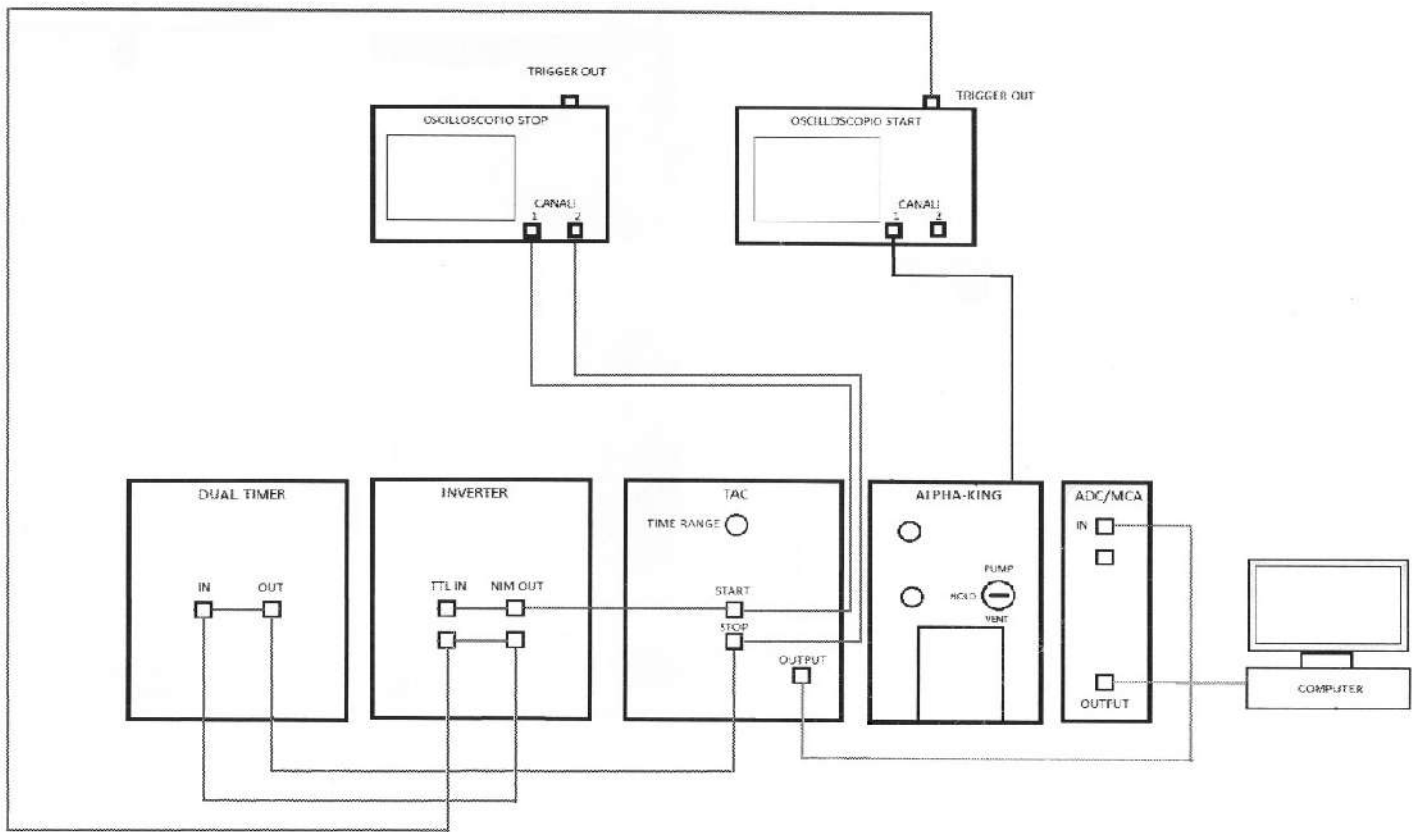 TRIGGER OUT
TRIGGER OUT
OSCILLOSCOPIO STOP
OSCILLOSCOPIO START
CANALI
1 2
CANALI
1 2
DUAL TIMER
INVERTER
TAC
ALPHA-KING
ADC/MCA
TIME RANGE
IN
PUMP
HOLD
VENT
IN OUT
TTL IN NIM OUT
START
STOP
OUTPUT
OUTPUT
COMPUTER